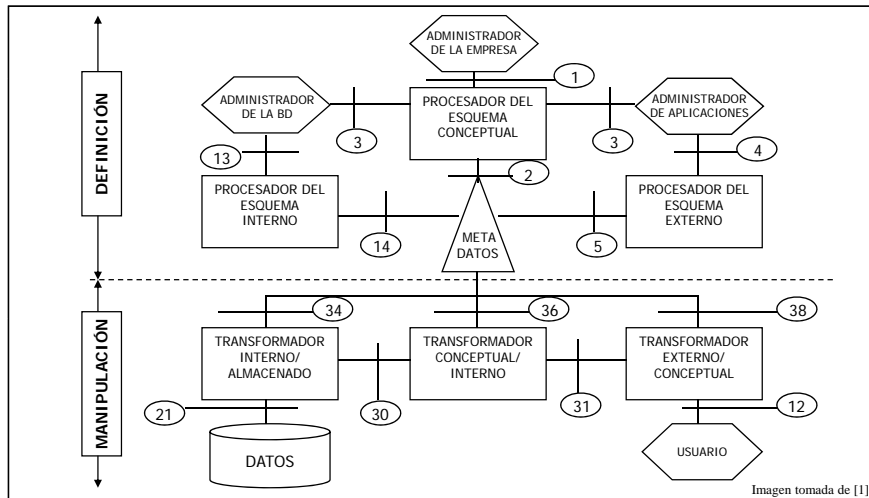 ADMINISTRADOR
DE LA EMPRESA
1
ADMINISTRADOR
DE LA BD
3
PROCESADOR DEL
ESQUEMA
CONCEPTUAL
3
ADMINISTRADOR
DE APLICACIONES
DEFINICIÓN
13
2
4
PROCESADOR DEL
ESQUEMA
INTERNO
14
META
DATOS
5
PROCESADOR DEL
ESQUEMA
EXTERNO
MANIPULACIÓN
34
36
38
TRANSFORMADOR
INTERNO/
ALMACENADO
TRANSFORMADOR
CONCEPTUAL/
INTERNO
TRANSFORMADOR
EXTERNO/
CONCEPTUAL
21
30
31
12
DATOS
USUARIO
Imagen tomada de [1]